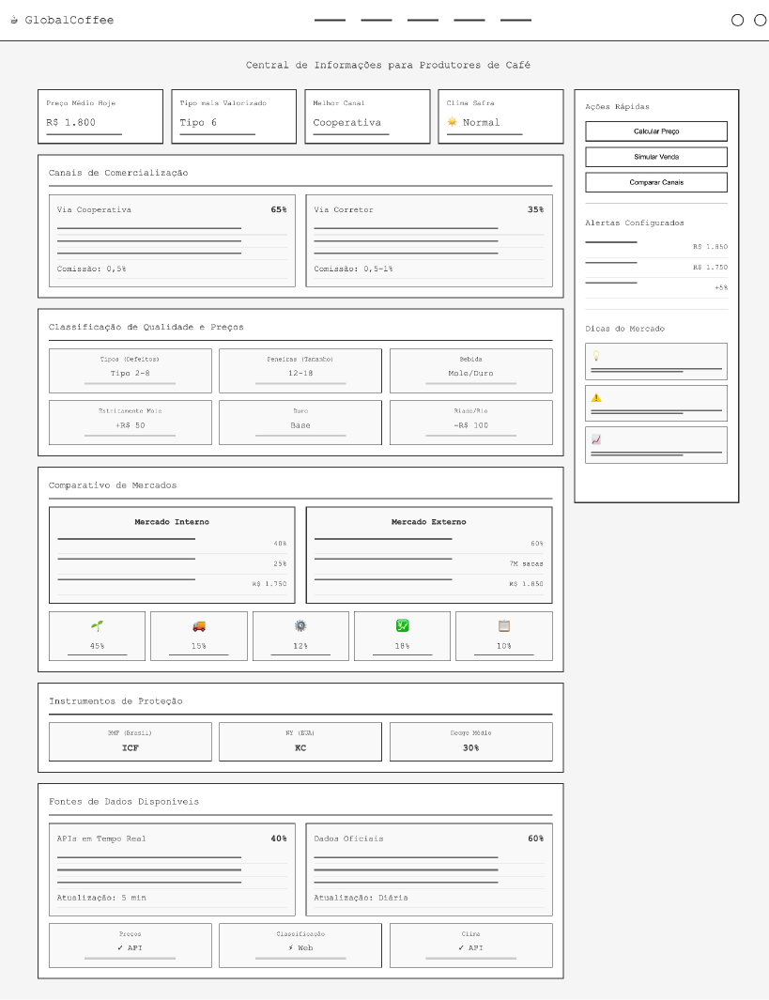 ☕ GlobalCoffee
Central de Informações para Produtores de Café
Preço Médio Hoje
R$ 1.800
Tipo mais Valorizado
Tipo 6
Melhor Canal
Cooperativa
Clima Safra
☀️ Normal
Canais de Comercialização
Via Cooperativa 65%
Comissão: 0,5%
Via Corretor 35%
Comissão: 0,5-1%
Classificação de Qualidade e Preços
Tipos (Defeitos)
Tipo 2-8
Peneiras (Tamanho)
12-18
Bebida
Mole/Duro
Estritamente Mole
+R$ 50
Duro
Base
Riado/Rio
-R$ 100
Comparativo de Mercados
Mercado Interno
40%
25%
R$ 1.750
Mercado Externo
60%
7M sacas
R$ 1.850
45%
15%
12%
18%
10%
Instrumentos de Proteção
BMF (Brasil)
ICF
NY (EUA)
KC
Hedge Médio
30%
Fontes de Dados Disponíveis
APIs em Tempo Real 40%
Atualização: 5 min
Dados Oficiais 60%
Atualização: Diária
Preços
✓ API
Classificação
⚡ Web
Clima
✓ API
Ações Rápidas
Calcular Preço
Simular Venda
Comparar Canais
Alertas Configurados
R$ 1.850
R$ 1.750
+5%
Dicas do Mercado